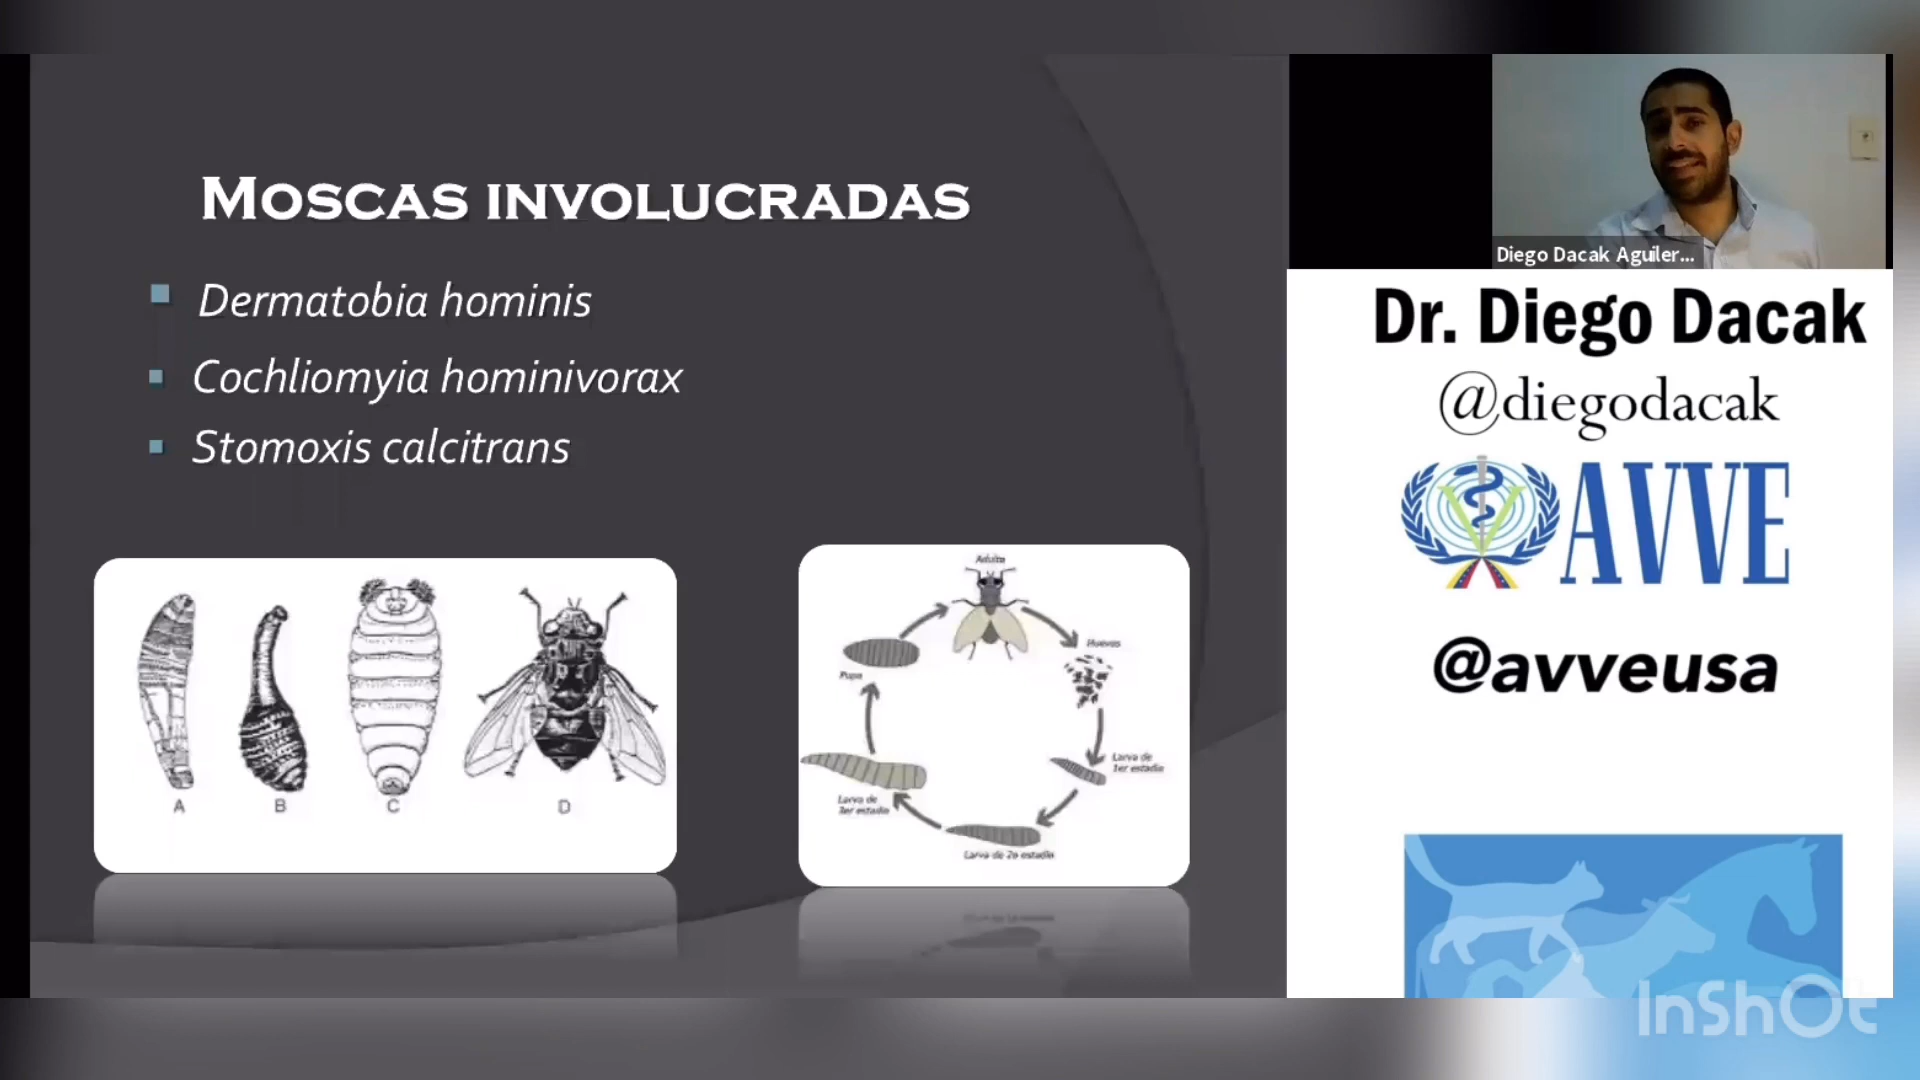 MOSCAS INVOLUCRADAS
Dermatobia hominis
Cochliomyia hominivorax
Stomoxis calcitrans
A B C D
Adulto
Huevos
Larva de
1er estadio
Larva de 2o estadio
Larva de
3er estadio
Pupa
Diego Dacak Aguiler...
Dr. Diego Dacak
@diegodacak
AVVE
@avveusa
InShOt